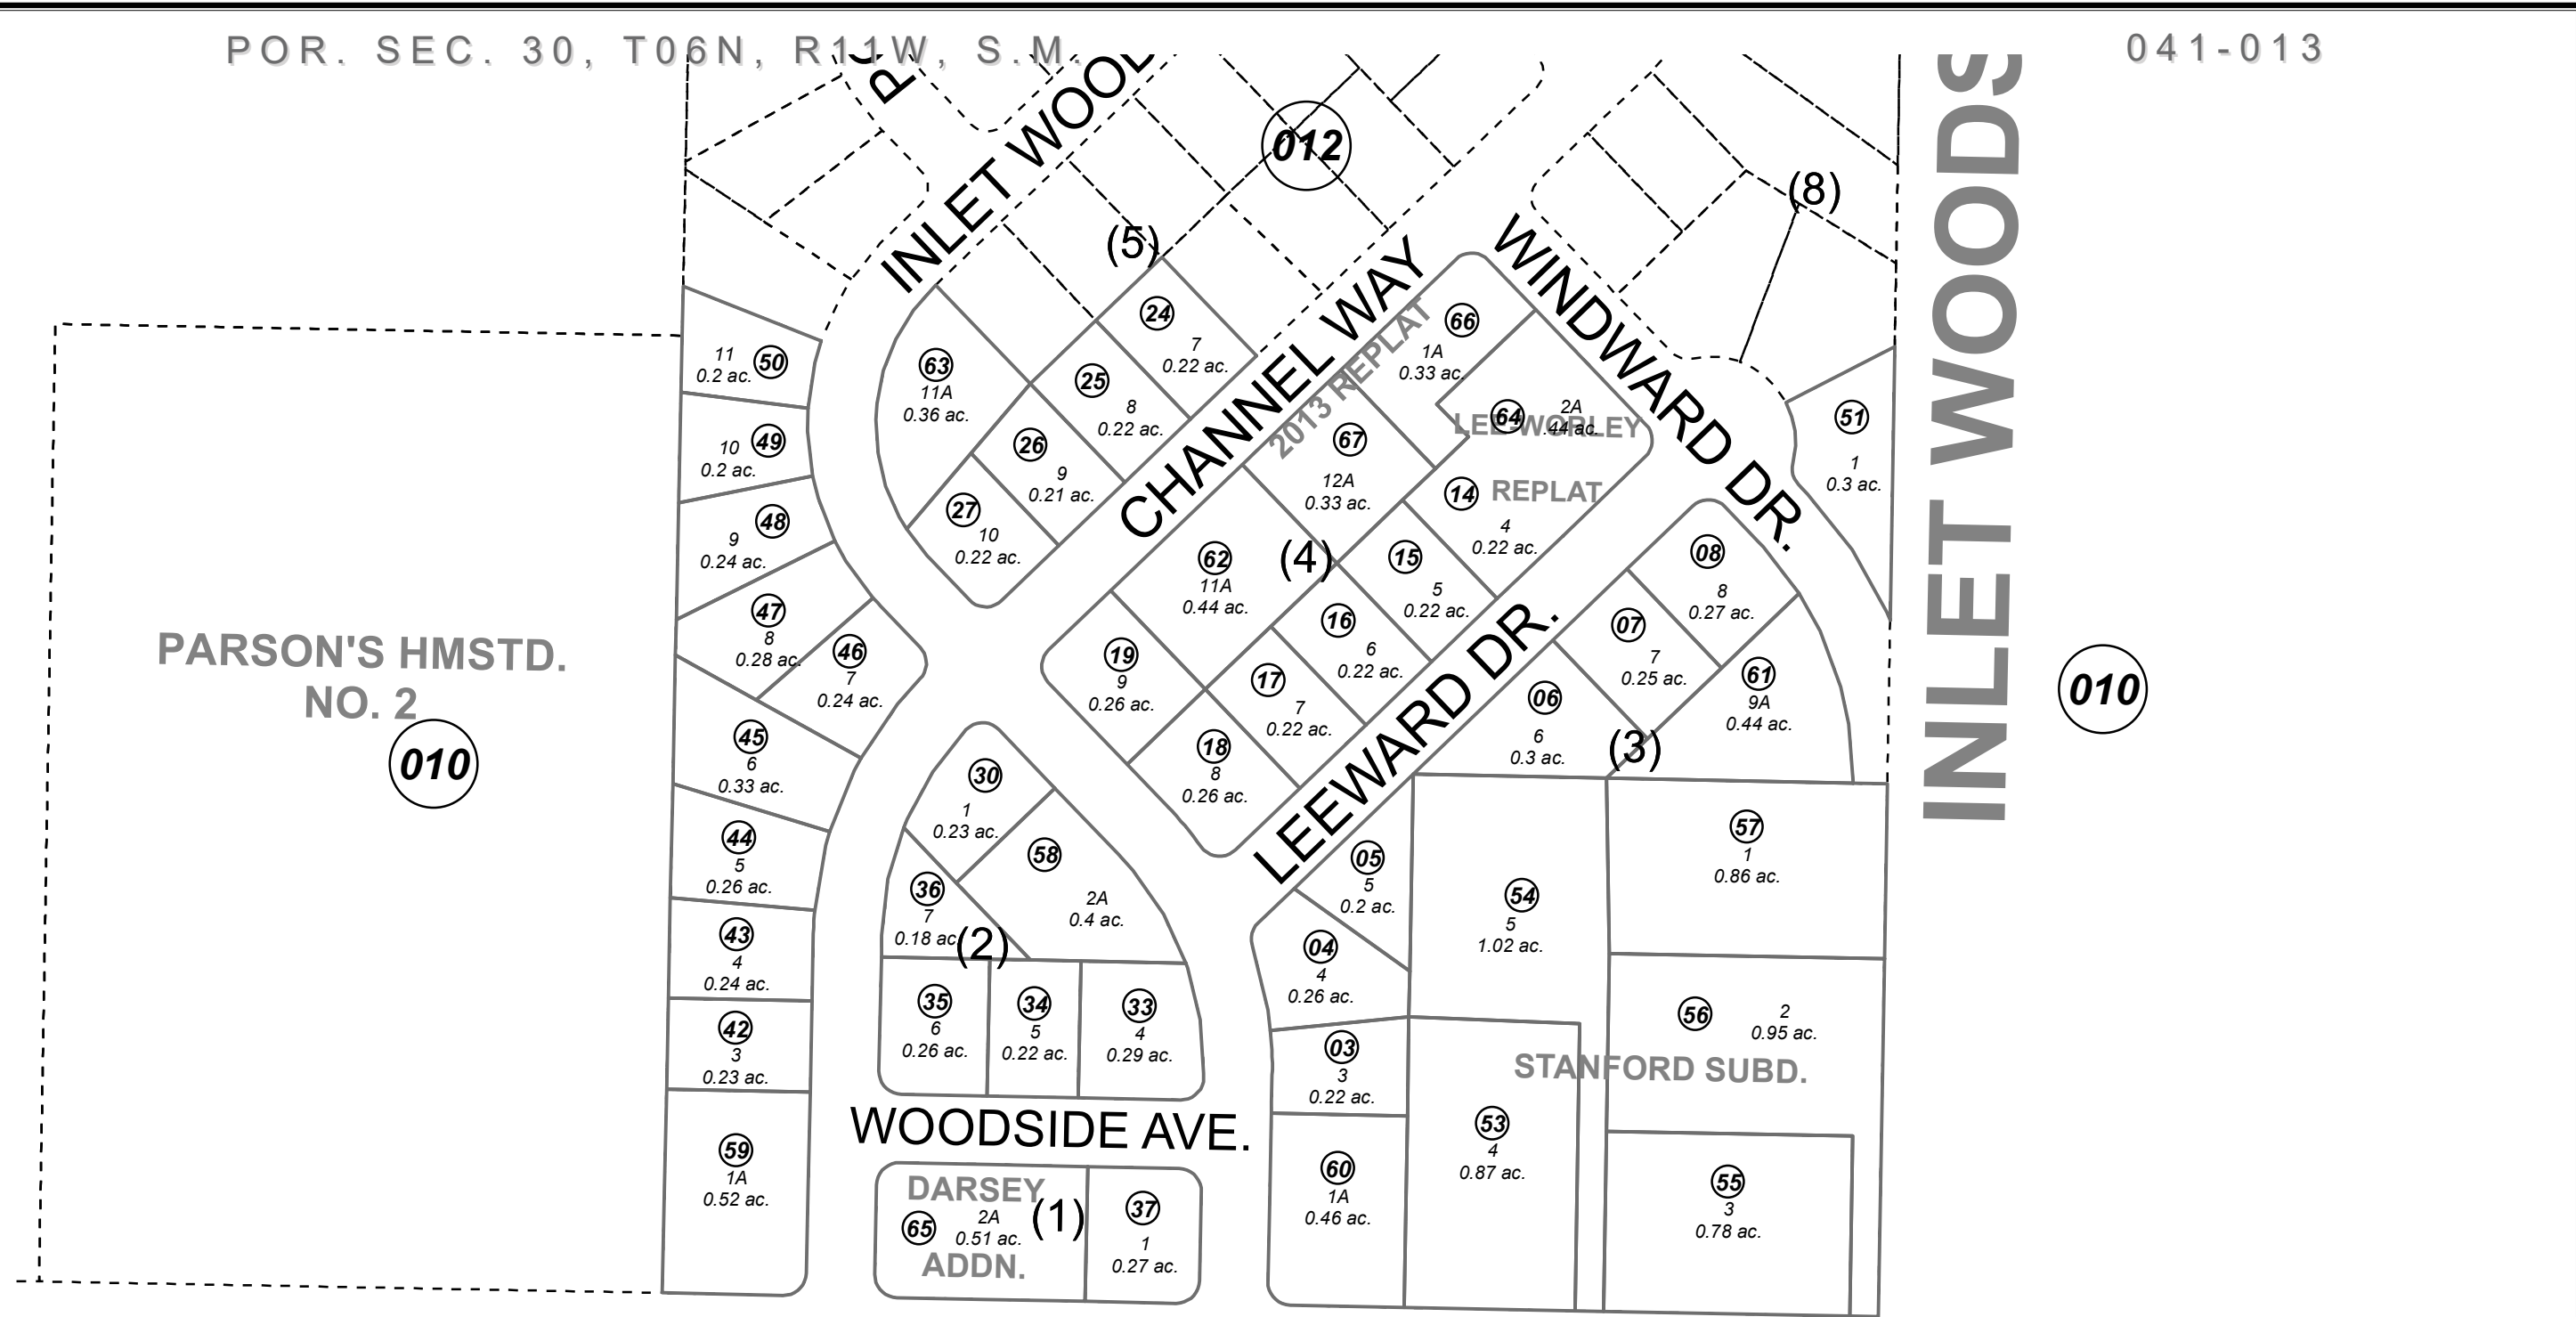 POR. SEC. 30, T06N, R11W, S.M.
041-013
INLET WOOD
012
(5)
(8)
INLET WOODS
CHANNEL WAY
2013 REPLAT
WINDWARD DR.
24
7
0.22 ac.
66
1A
0.33 ac.
11
50
0.2 ac.
63
11A
0.36 ac.
25
8
0.22 ac.
64
2A
.44 ac.
LEE-WORLEY
51
1
0.3 ac.
10
49
0.2 ac.
26
9
0.21 ac.
67
12A
0.33 ac.
14
REPLAT
4
0.22 ac.
48
9
0.24 ac.
27
10
0.22 ac.
62
11A
0.44 ac.
(4)
15
5
0.22 ac.
08
8
0.27 ac.
PARSON'S HMSTD.
NO. 2
010
47
8
0.28 ac.
46
7
0.24 ac.
19
9
0.26 ac.
17
7
0.22 ac.
16
6
0.22 ac.
LEEWARD DR.
07
7
0.25 ac.
61
9A
0.44 ac.
010
06
6
0.3 ac.
(3)
45
6
0.33 ac.
30
1
0.23 ac.
18
8
0.26 ac.
44
5
0.26 ac.
58
2A
0.4 ac.
05
5
0.2 ac.
54
5
1.02 ac.
57
1
0.86 ac.
36
7
0.18 ac.
(2)
43
4
0.24 ac.
04
4
0.26 ac.
35
6
0.26 ac.
34
5
0.22 ac.
33
4
0.29 ac.
56
2
0.95 ac.
42
3
0.23 ac.
03
3
0.22 ac.
STANFORD SUBD.
WOODSIDE AVE.
53
4
0.87 ac.
59
1A
0.52 ac.
DARSEY
65
2A
0.51 ac.
(1)
ADDN.
37
1
0.27 ac.
60
1A
0.46 ac.
55
3
0.78 ac.